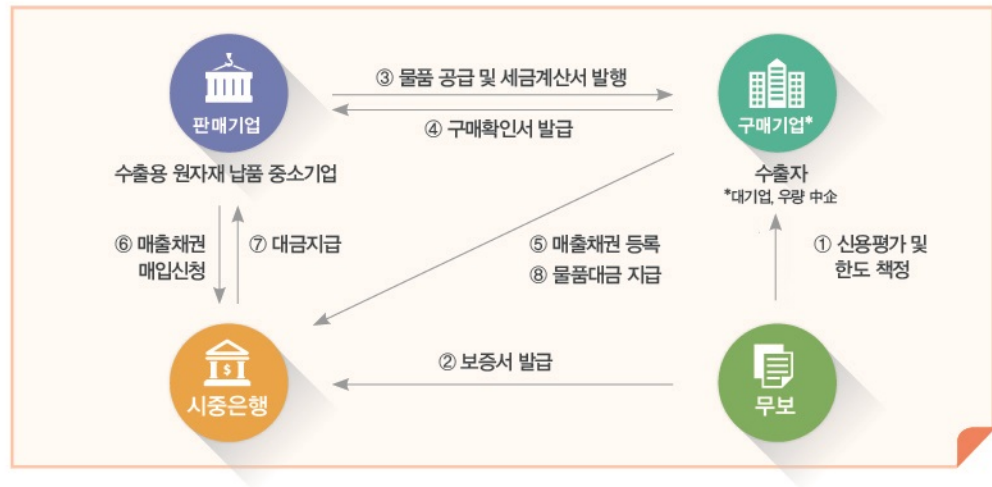 ③ 물품 공급 및 세금계산서 발행
④ 구매확인서 발급
판매기업
구매기업*
수출용 원자재 납품 중소기업
수출자
*대기업, 우량 中企
⑥ 매출채권
매입신청
⑦ 대금지급
⑤ 매출채권 등록
⑧ 물품대금 지급
① 신용평가 및
한도 책정
② 보증서 발급
$
시중은행
무보